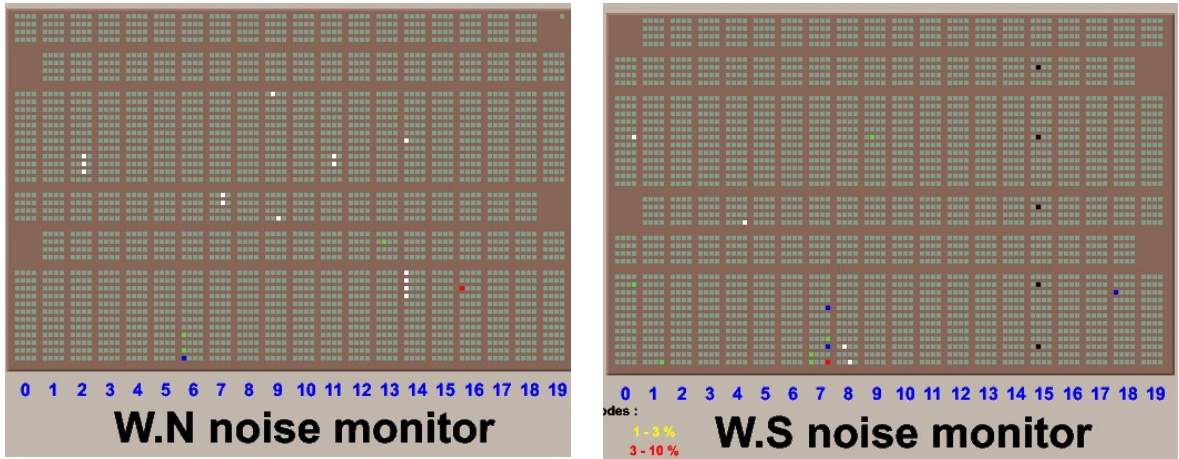 0 1 2 3 4 5 6 7 8 9 10 11 12 13 14 15 16 17 18 19
W.N noise monitor
0 1 2 3 4 5 6 7 8 9 10 11 12 13 14 15 16 17 18 19
odes :
1 - 3 %
3 - 10 %
W.S noise monitor